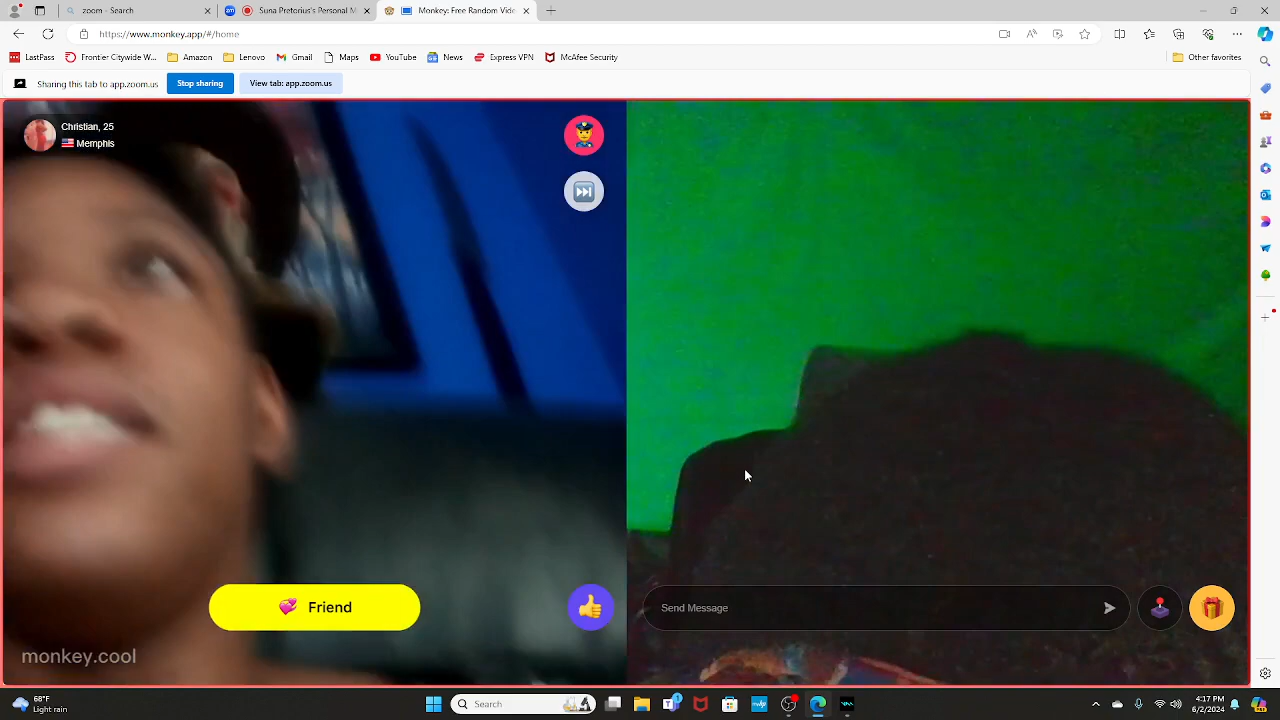 zoom - Search
Suna Pretorius's Personal M
Monkey: Free Random Vide
https://www.monkey.app/#/home
LastPass
Frontier Citywide W...
Amazon
Lenovo
Gmail
Maps
YouTube
News
Express VPN
McAfee Security
Other favorites
Sharing this tab to app.zoom.us
Stop sharing
View tab: app.zoom.us
Christian, 25
Memphis
Friend
Send Message
monkey.cool
68°F
Light rain
Search
4:17 PM
6/2/2024